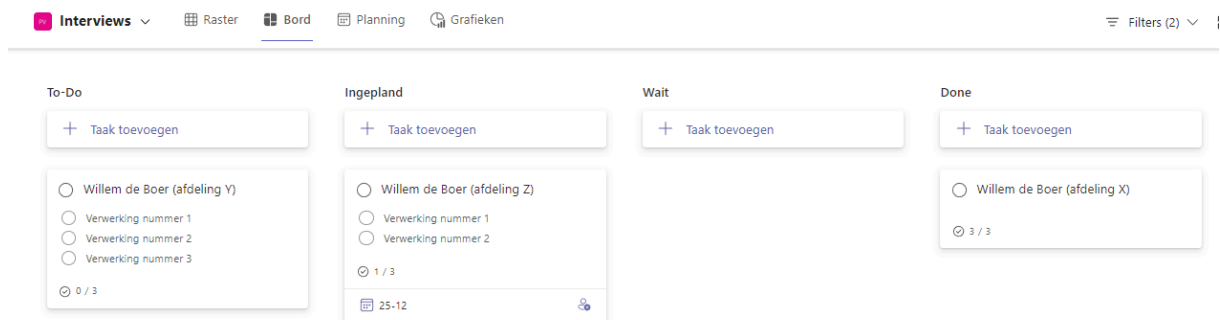 PV Interviews Raster Bord Planning Grafieken Filters (2)
To-Do
Taak toevoegen
Willem de Boer (afdeling Y)
Verwerking nummer 1
Verwerking nummer 2
Verwerking nummer 3
0 / 3
Ingepland
Taak toevoegen
Willem de Boer (afdeling Z)
Verwerking nummer 1
Verwerking nummer 2
1 / 3
25-12
Wait
Taak toevoegen
Done
Taak toevoegen
Willem de Boer (afdeling X)
3 / 3